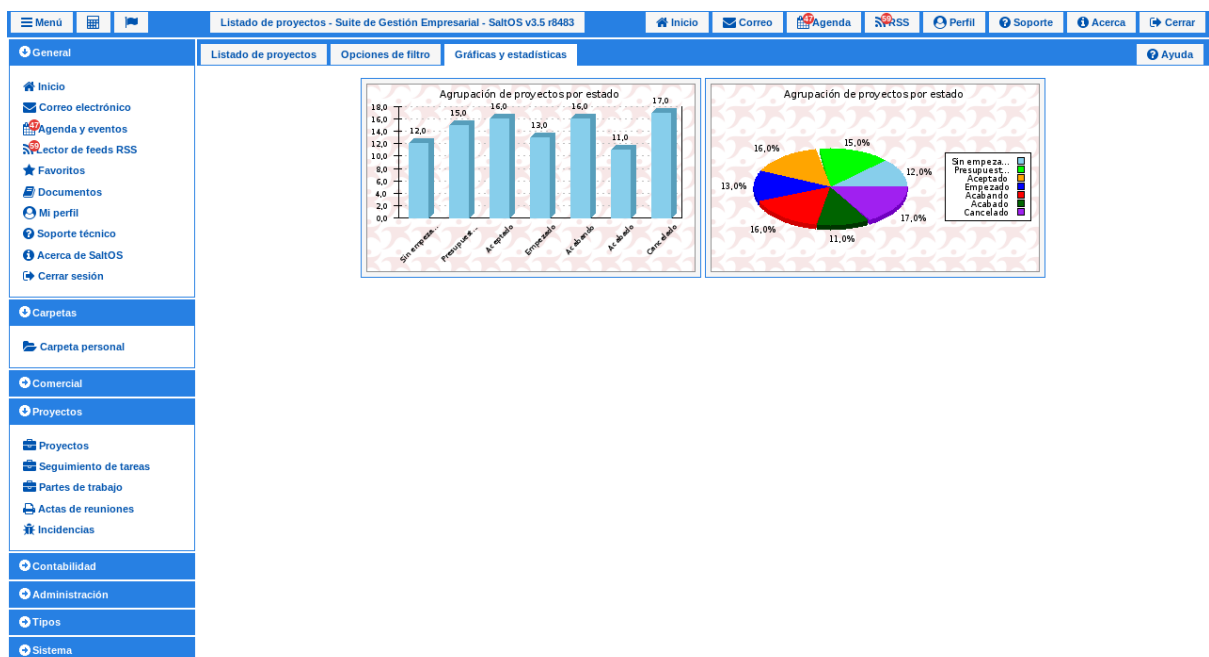 Menú
Listado de proyectos - Suite de Gestión Empresarial - SaltOS v3.5 r8483
Inicio
Correo
47
Agenda
59
RSS
Perfil
Soporte
Acerca
Cerrar
General
Inicio
Correo electrónico
47
Agenda y eventos
59
Lector de feeds RSS
Favoritos
Documentos
Mi perfil
Soporte técnico
Acerca de SaltOS
Cerrar sesión
Carpetas
Carpeta personal
Comercial
Proyectos
Proyectos
Seguimiento de tareas
Partes de trabajo
Actas de reuniones
Incidencias
Contabilidad
Administración
Tipos
Sistema
Listado de proyectos
Opciones de filtro
Gráficas y estadísticas
Ayuda
Agrupación de proyectos por estado
18,0
16,0
14,0
12,0
10,0
8,0
6,0
4,0
2,0
0,0
12,0
15,0
16,0
13,0
16,0
11,0
17,0
Sin empeza...
Presupuest...
Aceptado
Empezado
Acabando
Acabado
Cancelado
Agrupación de proyectos por estado
16,0%
15,0%
12,0%
13,0%
17,0%
16,0%
11,0%
Sin empeza...
Presupuest...
Aceptado
Empezado
Acabando
Acabado
Cancelado